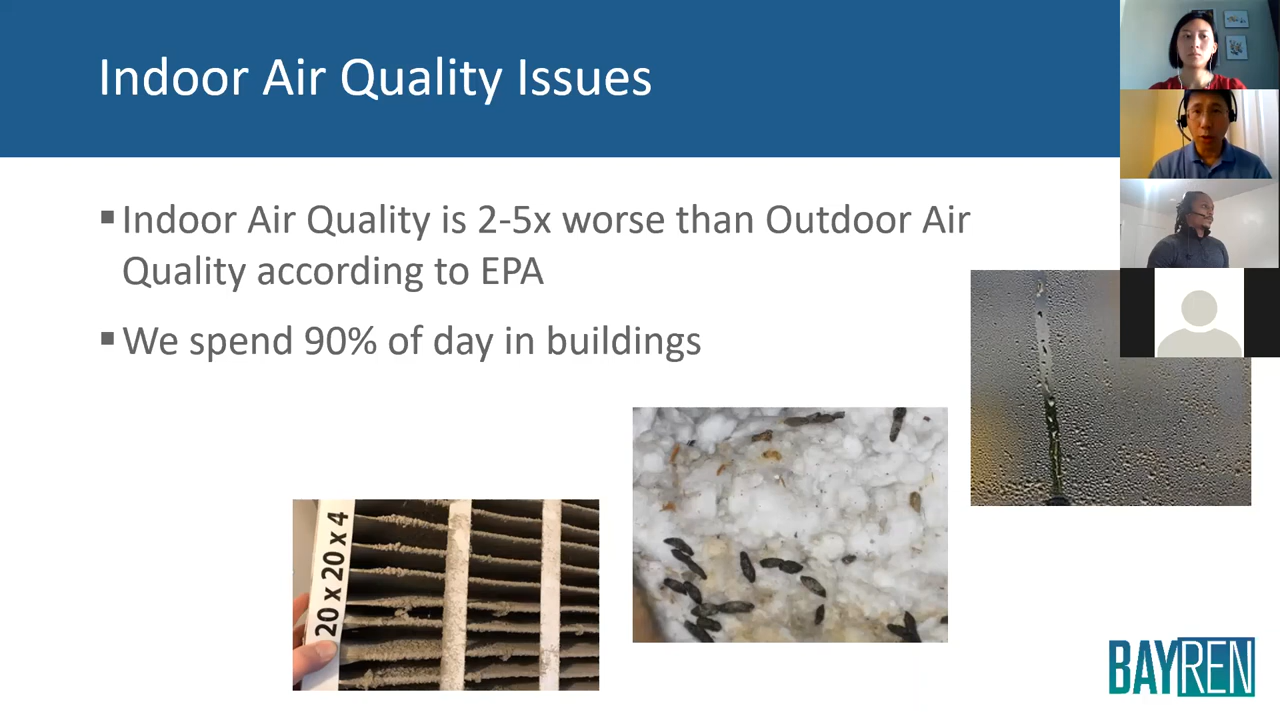 Indoor Air Quality Issues
▪Indoor Air Quality is 2-5x worse than Outdoor Air
Quality according to EPA
▪We spend 90% of day in buildings
20 x 20 x 4
BAYREN